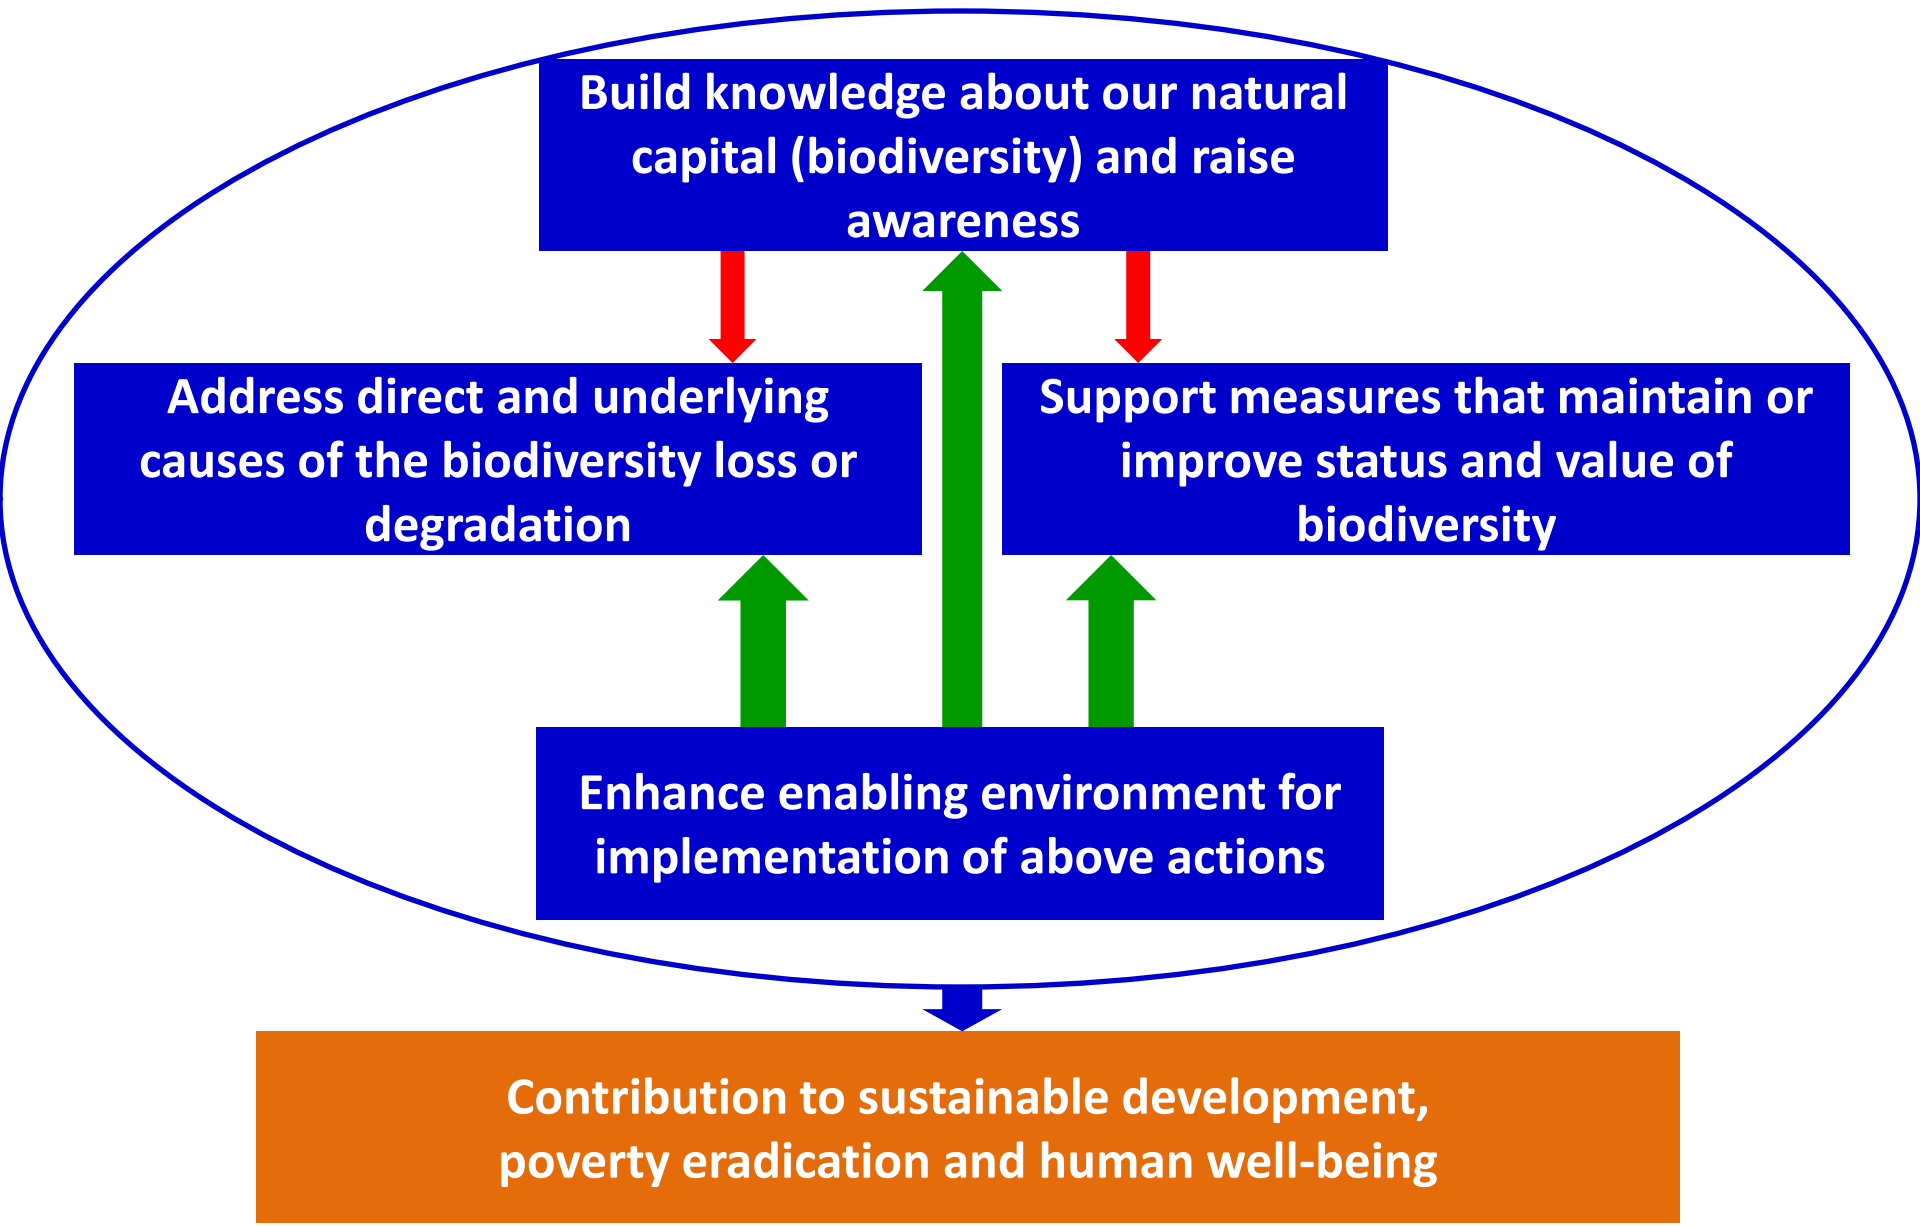 Build knowledge about our natural
capital (biodiversity) and raise
awareness
Address direct and underlying
causes of the biodiversity loss or
degradation
Support measures that maintain or
improve status and value of
biodiversity
Enhance enabling environment for
implementation of above actions
Contribution to sustainable development,
poverty eradication and human well-being